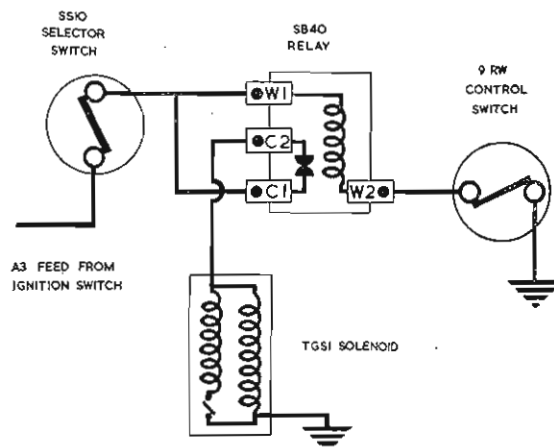 SS10
SELECTOR
SWITCH
SB40
RELAY
9 RW
CONTROL
SWITCH
W1
C2
C1
W2
A3 FEED FROM
IGNITION SWITCH
TGS1 SOLENOID